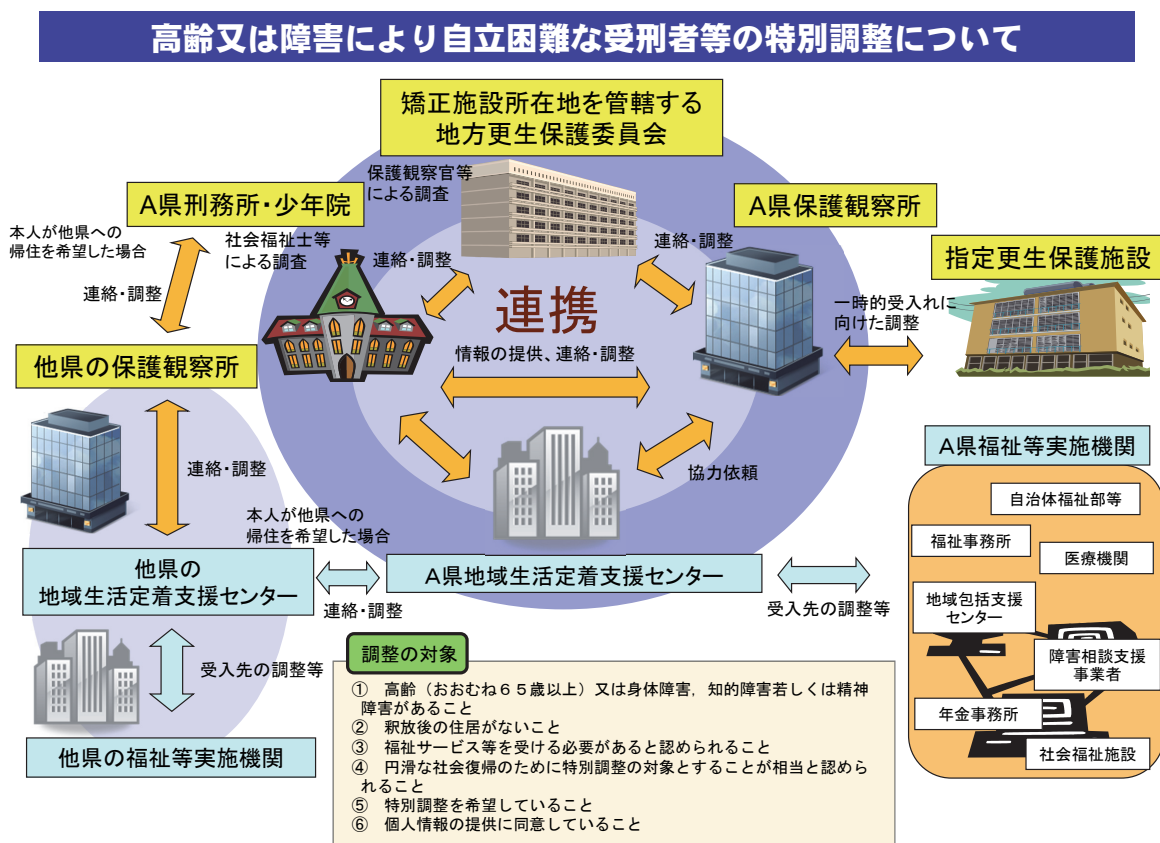 高齢又は障害により自立困難な受刑者等の特別調整について
矯正施設所在地を管轄する
地方更生保護委員会
保護観察官等
による調査
A県刑務所・少年院
社会福祉士等
による調査
A県保護観察所
本人が他県への
帰住を希望した場合
連絡・調整
連絡・調整
連絡・調整
指定更生保護施設
一時的受入れに
向けた調整
連携
情報の提供、連絡・調整
他県の保護観察所
連絡・調整
協力依頼
本人が他県への
帰住を希望した場合
他県の
地域生活定着支援センター
連絡・調整
A県地域生活定着支援センター
受入先の調整等
受入先の調整等
他県の福祉等実施機関
A県福祉等実施機関
自治体福祉部等
福祉事務所
医療機関
地域包括支援
センター
障害相談支援
事業者
年金事務所
社会福祉施設
調整の対象
① 高齢（おおむね６５歳以上）又は身体障害，知的障害若しくは精神
障害があること
② 釈放後の住居がないこと
③ 福祉サービス等を受ける必要があると認められること
④ 円滑な社会復帰のために特別調整の対象とすることが相当と認めら
れること
⑤ 特別調整を希望していること
⑥ 個人情報の提供に同意していること